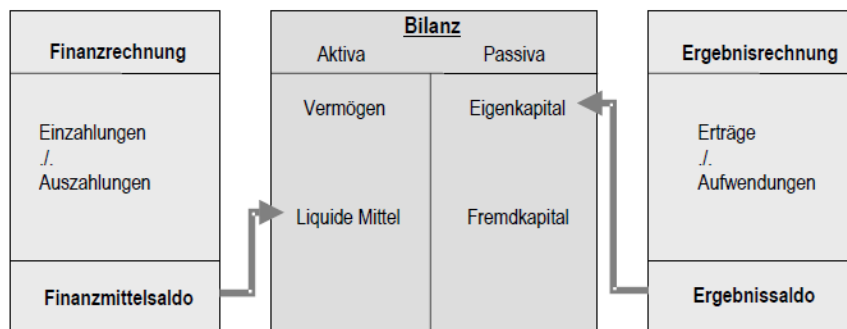 Finanzrechnung
Einzahlungen
./.
Auszahlungen
Finanzmittelsaldo
Bilanz
Aktiva Passiva
Vermögen Eigenkapital
Liquide Mittel Fremdkapital
Ergebnisrechnung
Erträge
./.
Aufwendungen
Ergebnissaldo